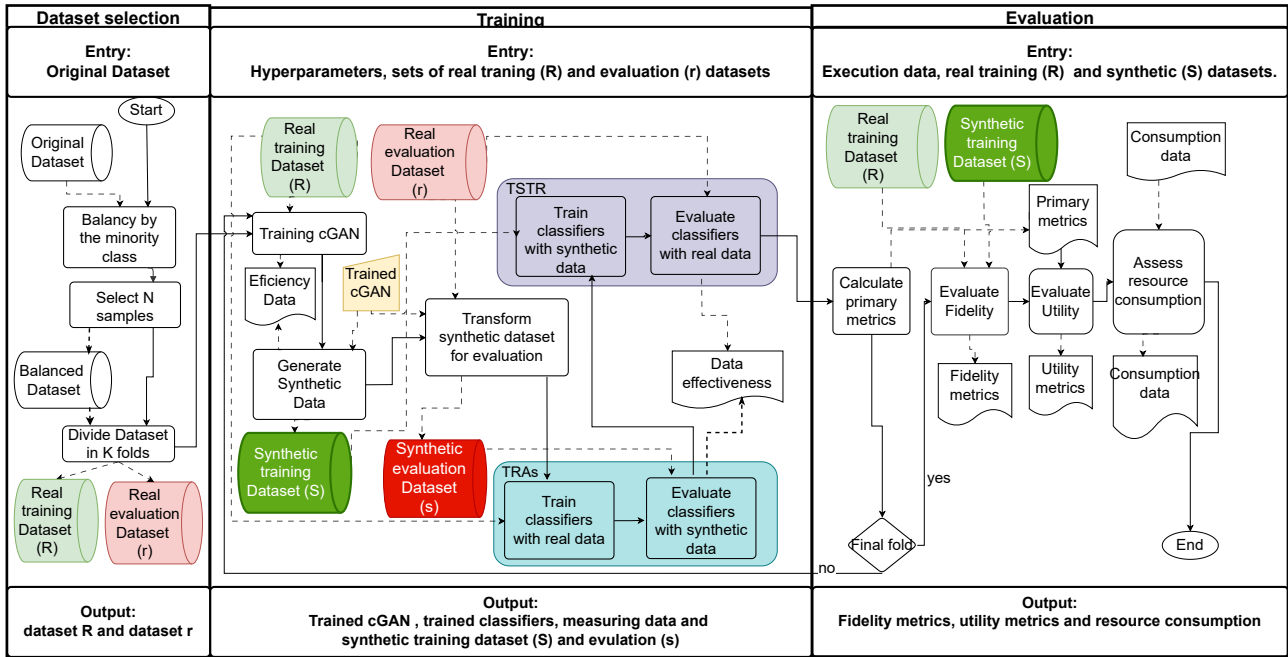 Dataset selection
Entry:
Original Dataset
Start
Original
Dataset
Balancy by
the minority
class
Select N
samples
Balanced
Dataset
Divide Dataset
in K folds
Real
training
Dataset
(R)
Real
evaluation
Dataset
(r)
Output:
dataset R and dataset r
Training
Entry:
Hyperparameters, sets of real traning (R) and evaluation (r) datasets
Real
training
Dataset
(R)
Real
evaluation
Dataset
(r)
Training cGAN
Eficiency
Data
Trained
cGAN
Generate
Synthetic
Data
Transform
synthetic dataset
for evaluation
Synthetic
training
Dataset (S)
Synthetic
evaluation
Dataset
(s)
TSTR
Train
classifiers
with synthetic
data
Evaluate
classifiers
with real data
Data
effectiveness
TRAs
Train
classifiers
with real data
Evaluate
classifiers
with synthetic
data
Output:
Trained cGAN , trained classifiers, measuring data and
synthetic training dataset (S) and evulation (s)
Evaluation
Entry:
Execution data, real training (R) and synthetic (S) datasets.
Real
training
Dataset
(R)
Synthetic
training
Dataset (S)
Consumption
data
Primary
metrics
Calculate
primary
metrics
Evaluate
Fidelity
Evaluate
Utility
Assess
resource
consumption
Fidelity
metrics
Utility
metrics
Consumption
data
yes
Final fold
no
End
Output:
Fidelity metrics, utility metrics and resource consumption